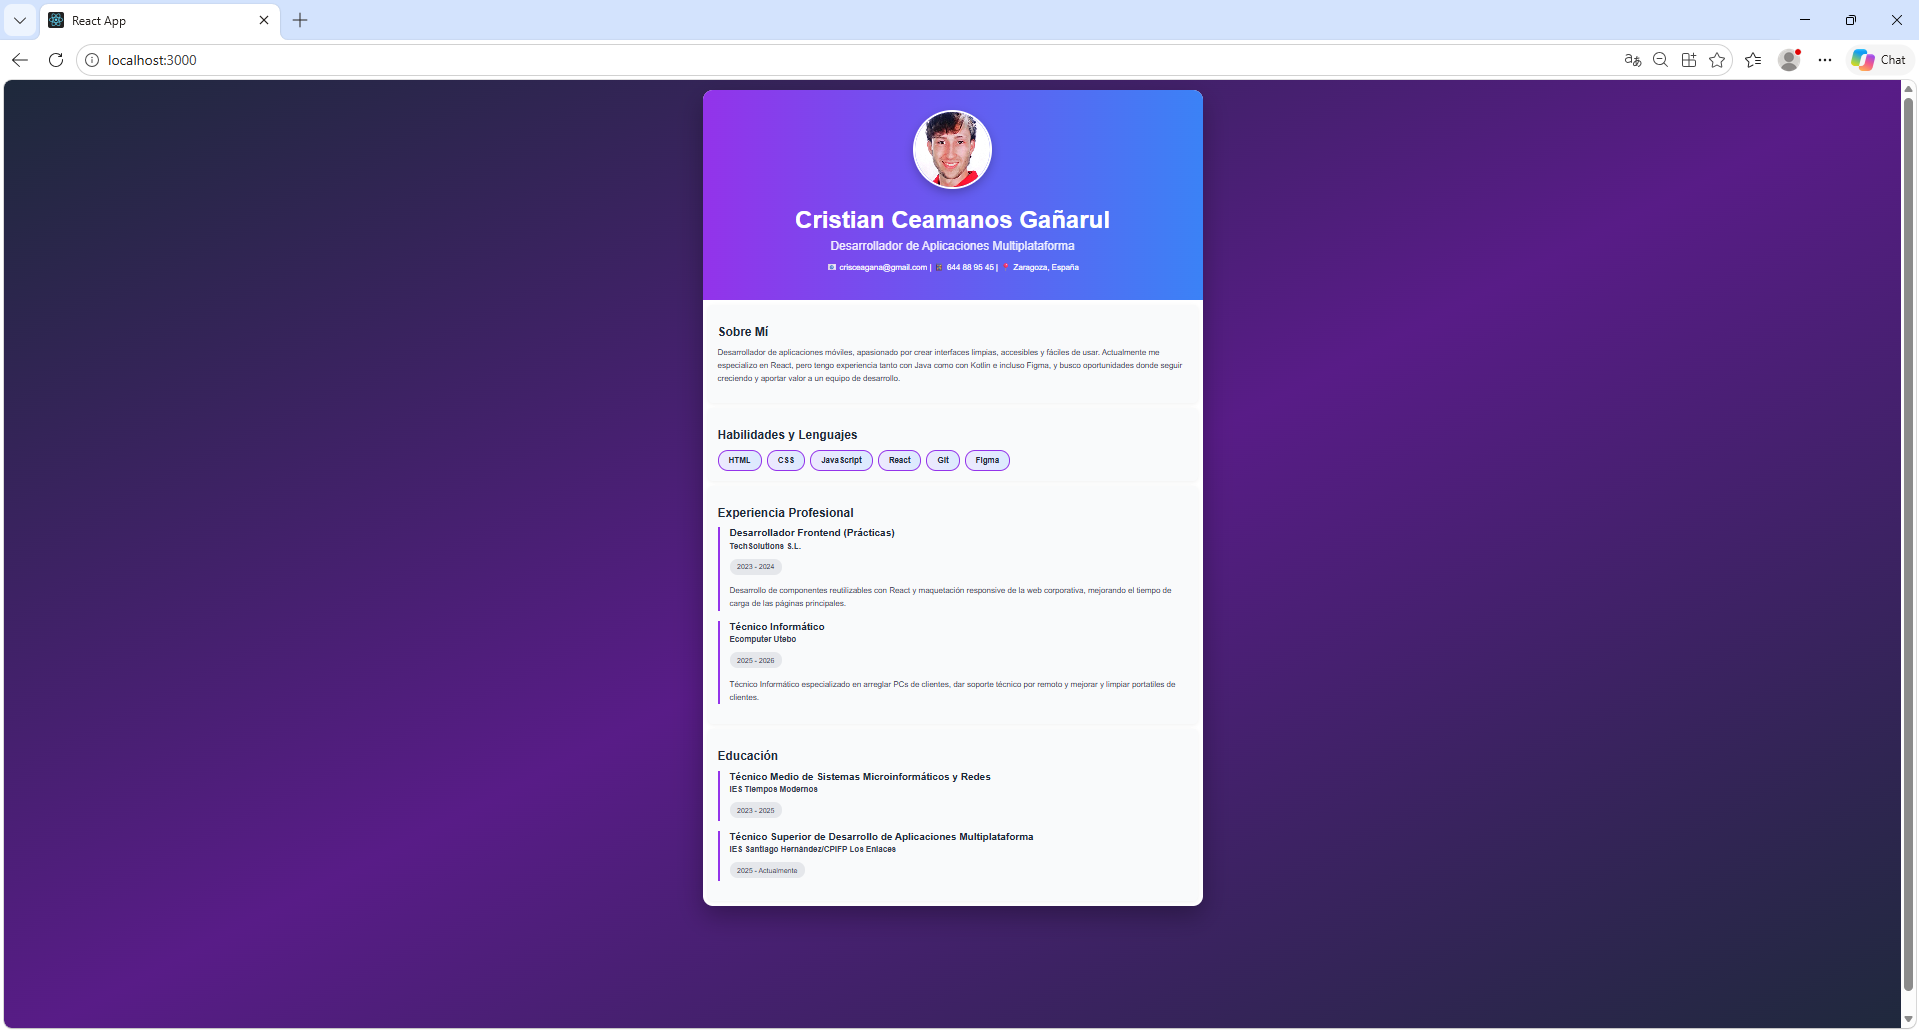 React App
localhost:3000
Chat
Cristian Ceamanos Gañarul
Desarrollador de Aplicaciones Multiplataforma
crisceagana@gmail.com | 644 88 95 45 | Zaragoza, España
Sobre Mí
Desarrollador de aplicaciones móviles, apasionado por crear interfaces limpias, accesibles y fáciles de usar. Actualmente me
especializo en React, pero tengo experiencia tanto con Java como con Kotlin e incluso Figma, y busco oportunidades donde seguir
creciendo y aportar valor a un equipo de desarrollo.
Habilidades y Lenguajes
HTML CSS JavaScript React Git Figma
Experiencia Profesional
Desarrollador Frontend (Prácticas)
TechSolutions S.L.
2023 - 2024
Desarrollo de componentes reutilizables con React y maquetación responsive de la web corporativa, mejorando el tiempo de
carga de las páginas principales.
Técnico Informático
Ecomputer Utebo
2025 - 2026
Técnico Informático especializado en arreglar PCs de clientes, dar soporte técnico por remoto y mejorar y limpiar portatiles de
clientes.
Educación
Técnico Medio de Sistemas Microinformáticos y Redes
IES Tiempos Modernos
2023 - 2025
Técnico Superior de Desarrollo de Aplicaciones Multiplataforma
IES Santiago Hernández/CPIFP Los Enlaces
2025 - Actualmente